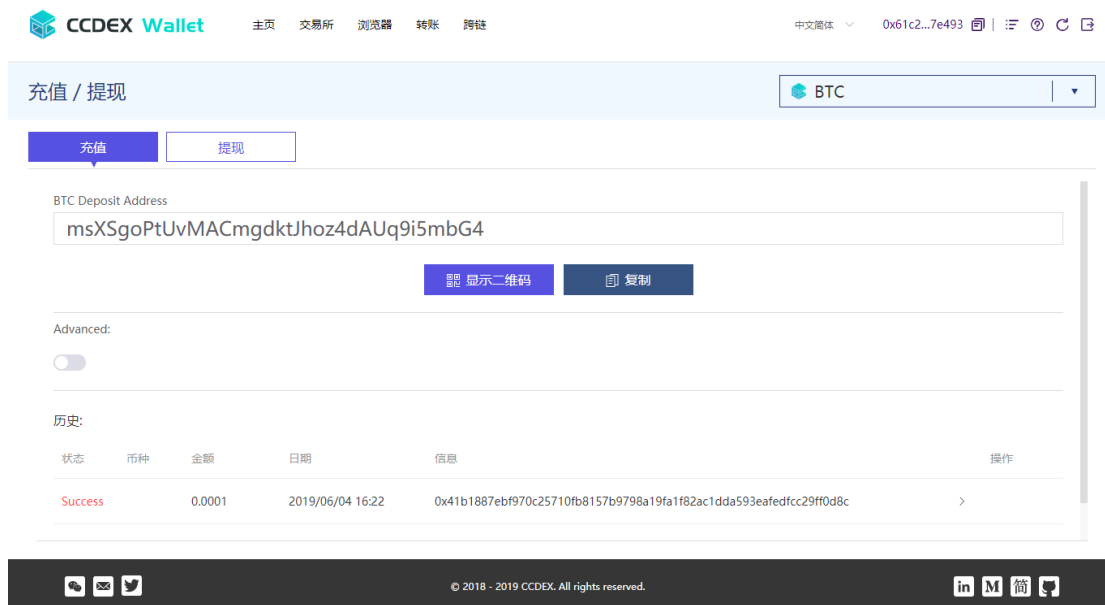 CCDEX Wallet 主页 交易所 浏览器 转账 跨链 中文简体 0x61c2...7e493
充值 / 提现 BTC
充值 提现
BTC Deposit Address
msXSgoPtUvMACmgdktJhoz4dAUq9i5mbG4
显示二维码 复制
Advanced:
历史:
状态 币种 金额 日期 信息 操作
Success 0.0001 2019/06/04 16:22 0x41b1887ebf970c25710fb8157b9798a19fa1f82ac1dda593eafedfcc29ff0d8c
© 2018 - 2019 CCDEX. All rights reserved. in M 简